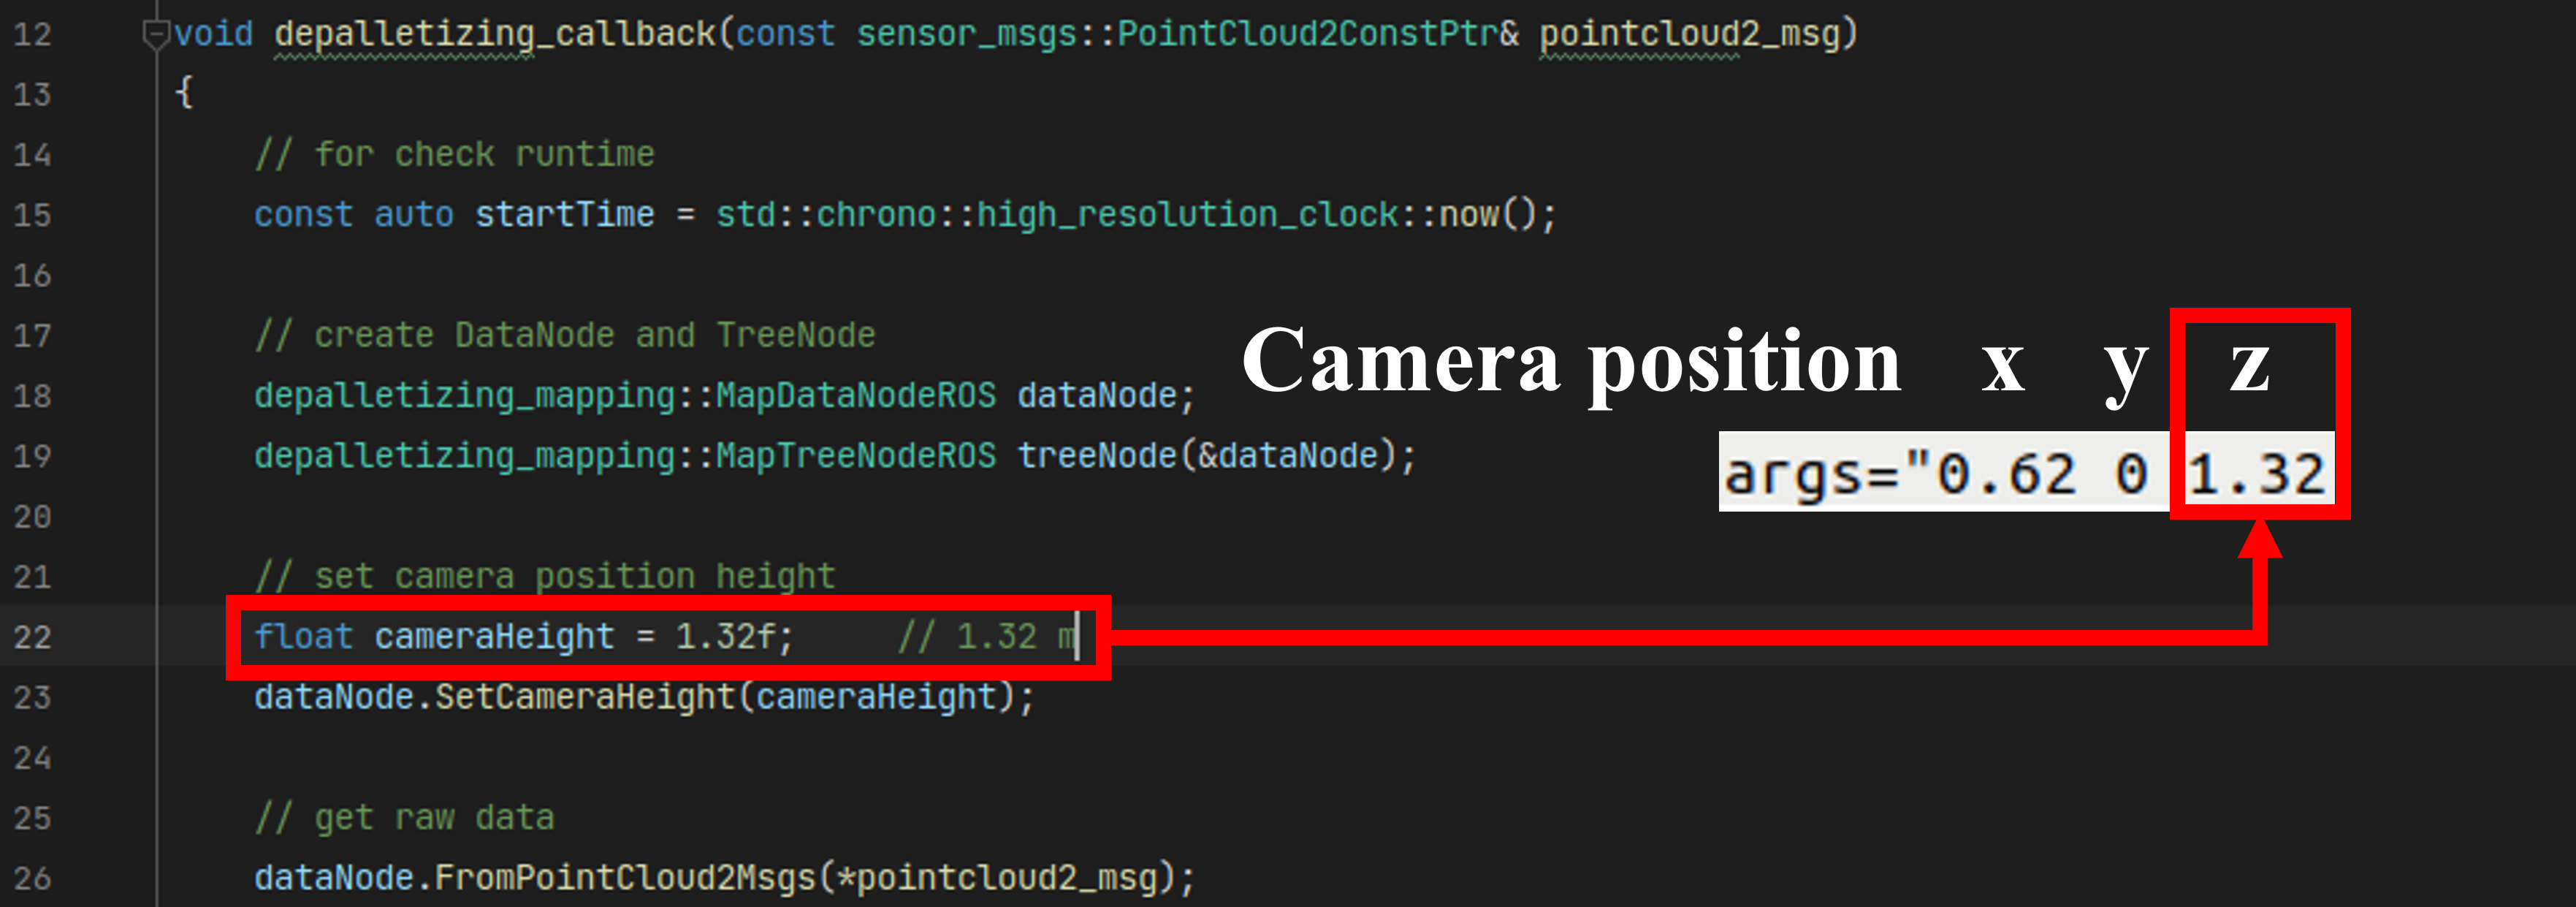 12 void depalletizing_callback(const sensor_msgs::PointCloud2ConstPtr& pointcloud2_msg)
13 {
14 // for check runtime
15 const auto startTime = std::chrono::high_resolution_clock::now();
16
17 // create DataNode and TreeNode
18 depalletizing_mapping::MapDataNodeROS dataNode;
19 depalletizing_mapping::MapTreeNodeROS treeNode(&dataNode);
20
21 // set camera position height
22 float cameraHeight = 1.32f; // 1.32 m
23 dataNode.SetCameraHeight(cameraHeight);
24
25 // get raw data
26 dataNode.FromPointCloud2Msgs(*pointcloud2_msg);
Camera position x y z
args="0.62 0 1.32